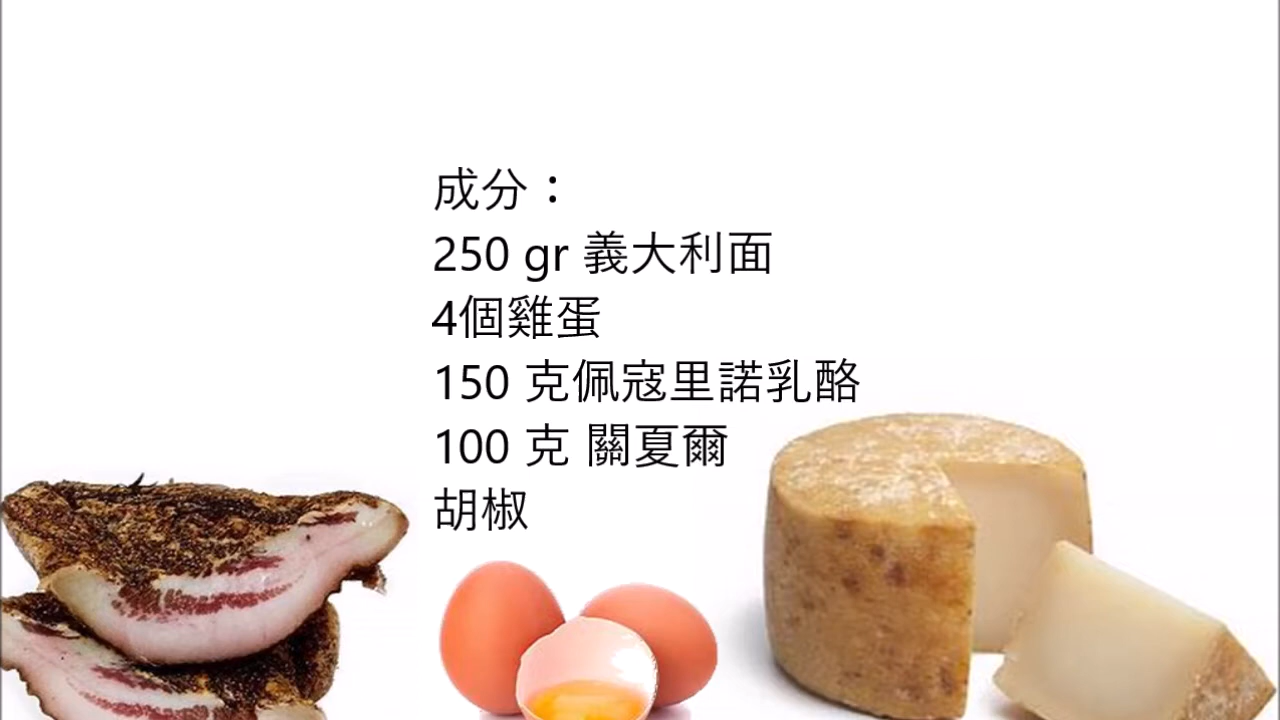 成分：
250 gr 義大利面
4個雞蛋
150 克佩寇里諾乳酪
100 克 關夏爾
胡椒